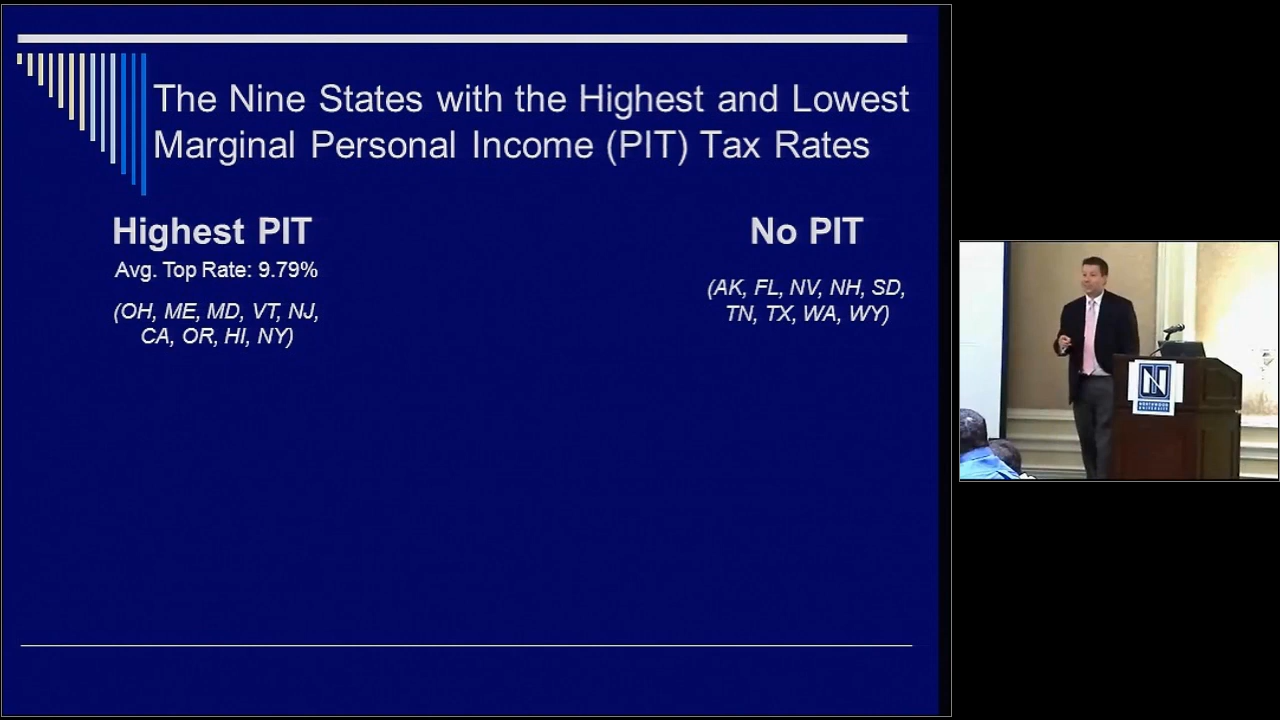 The Nine States with the Highest and Lowest
Marginal Personal Income (PIT) Tax Rates
Highest PIT
Avg. Top Rate: 9.79%
(OH, ME, MD, VT, NJ,
CA, OR, HI, NY)
No PIT
(AK, FL, NV, NH, SD,
TN, TX, WA, WY)
N
NORTHWOOD
UNIVERSITY